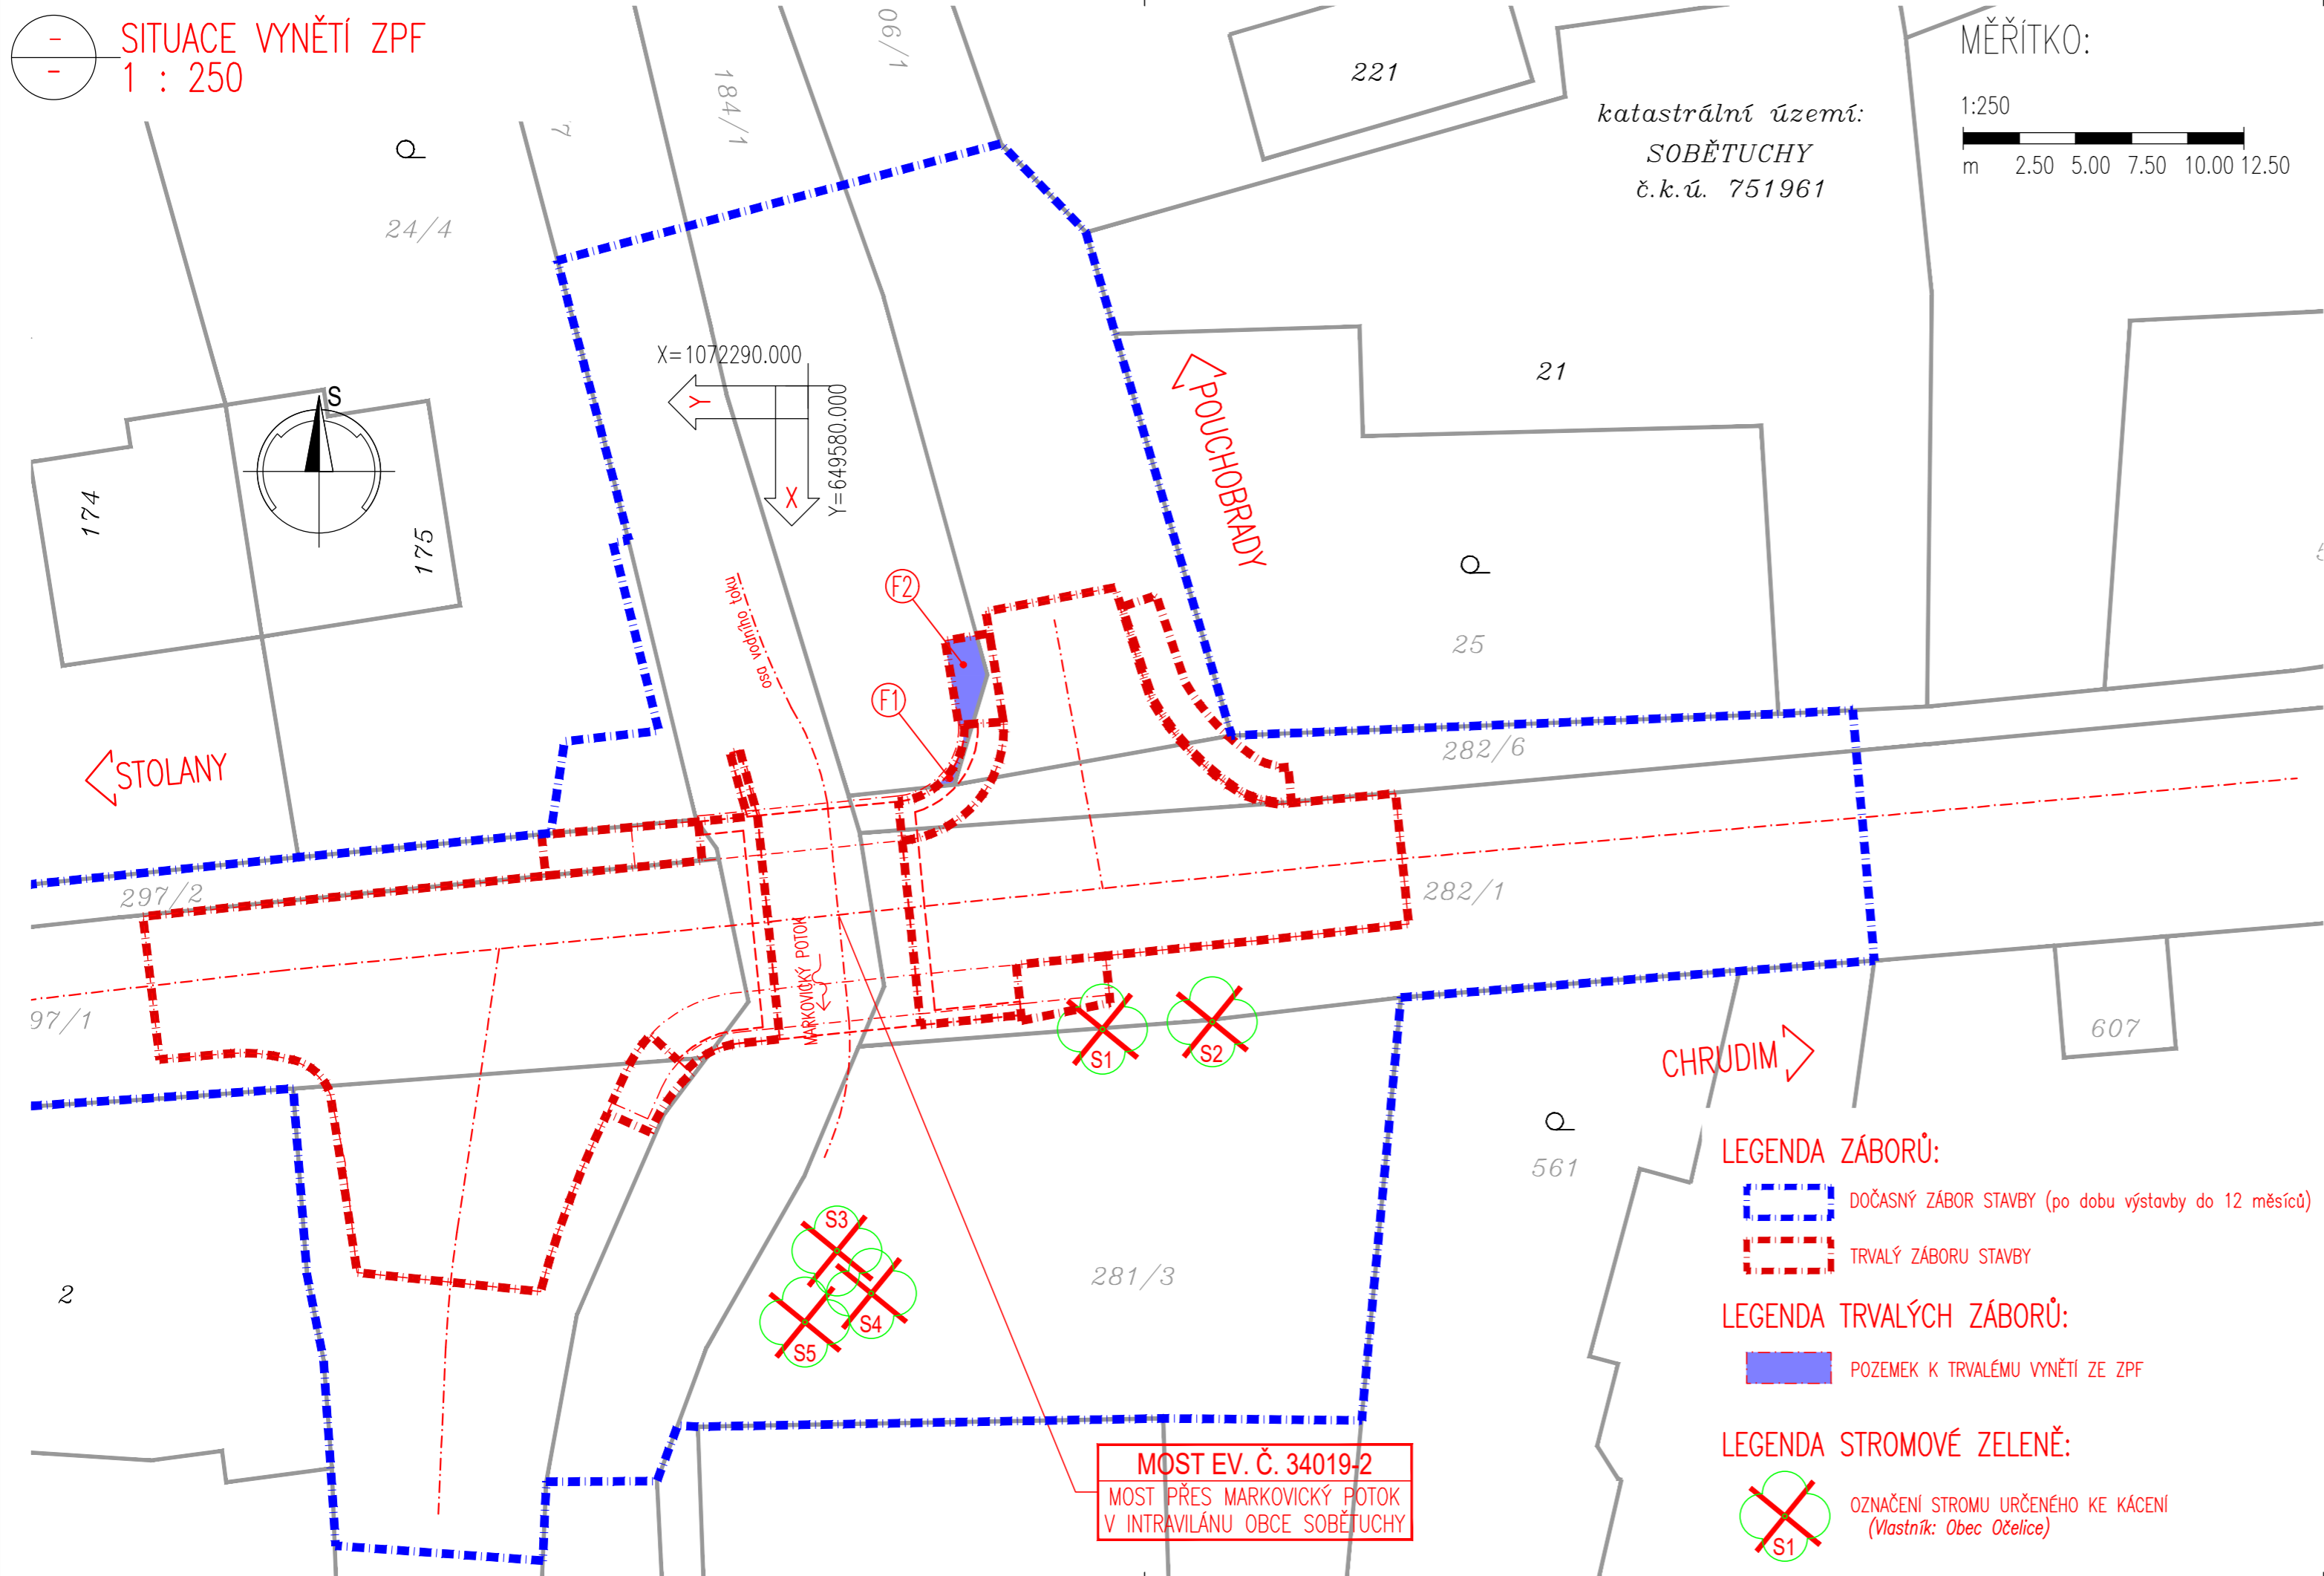 SITUACE VYNĚTÍ ZPF
1 : 250
06/1
184/1
7
24/4
221
katastrální území:
SOBĚTUCHY
č.k.ú. 751961
MĚŘÍTKO:
1:250
m 2.50 5.00 7.50 10.00 12.50
X=1072290.000
Y
X
Y=649580.000
S
174
175
21
POUCHOBRADY
25
osa vodního toku
F2
F1
STOLANY
282/6
297/2
282/1
97/1
MARKOVICKÝ POTOK
S1
S2
607
CHRUDIM
561
281/3
S3
S4
S5
2
MOST EV. Č. 34019-2
MOST PŘES MARKOVICKÝ POTOK
V INTRAVILÁNU OBCE SOBĚTUCHY
LEGENDA ZÁBORŮ:
DOČASNÝ ZÁBOR STAVBY (po dobu výstavby do 12 měsíců)
TRVALÝ ZÁBORU STAVBY
LEGENDA TRVALÝCH ZÁBORŮ:
POZEMEK K TRVALÉMU VYNĚTÍ ZE ZPF
LEGENDA STROMOVÉ ZELENĚ:
OZNAČENÍ STROMU URČENÉHO KE KÁCENÍ
(Vlastník: Obec Očelice)
S1